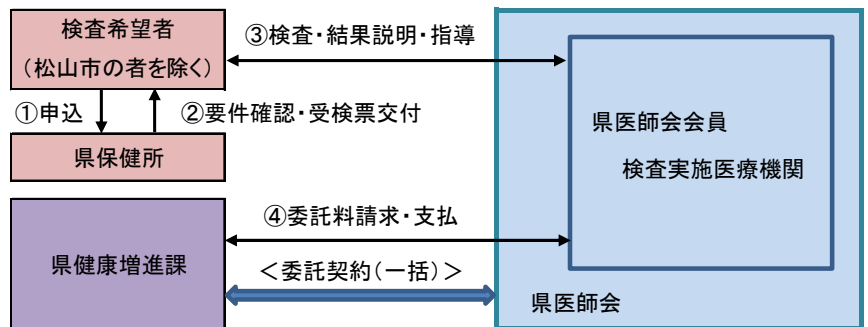 検査希望者
（松山市の者を除く）
③検査・結果説明・指導
①申込
②要件確認・受検票交付
県保健所
県医師会会員
検査実施医療機関
④委託料請求・支払
県健康増進課
＜委託契約（一括）＞
県医師会